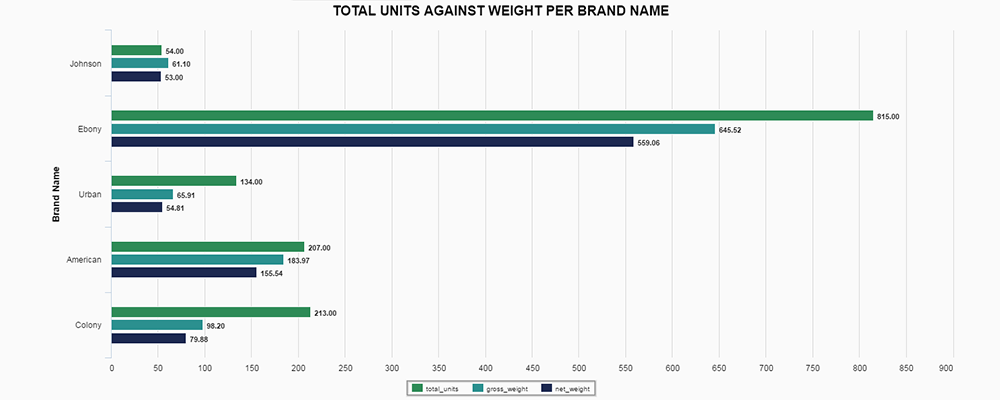 TOTAL UNITS AGAINST WEIGHT PER BRAND NAME
Brand Name
Johnson
54.00
61.10
53.00
Ebony
815.00
645.52
559.06
Urban
134.00
65.91
54.81
American
207.00
183.97
155.54
Colony
213.00
98.20
79.88
0 50 100 150 200 250 300 350 400 450 500 550 600 650 700 750 800 850 900
total_units gross_weight net_weight